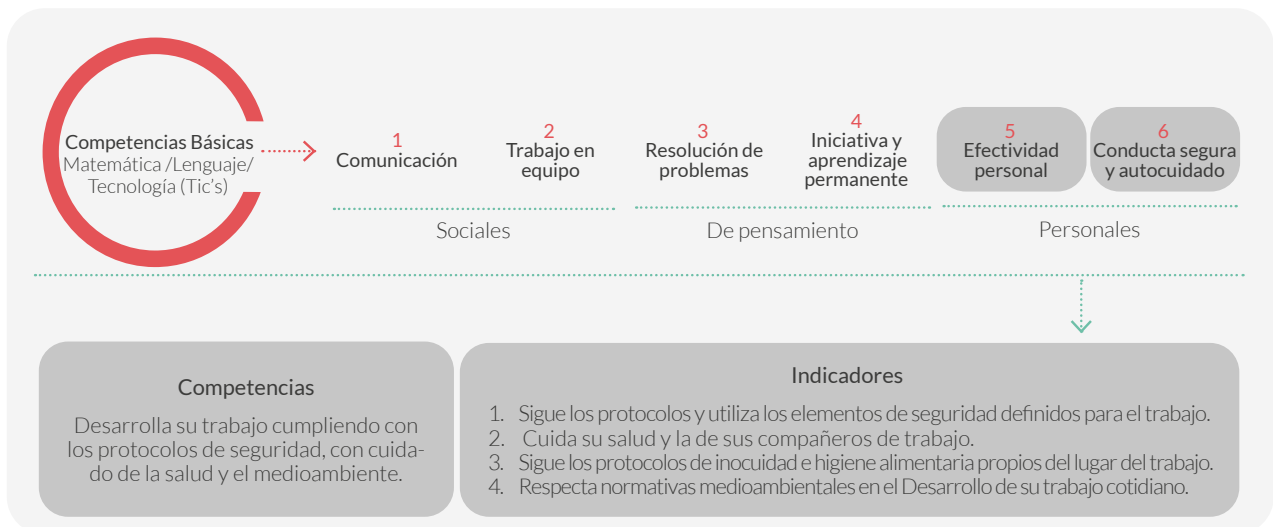 Competencias Básicas
Matemática /Lenguaje/
Tecnología (Tic's)
1
Comunicación
2
Trabajo en
equipo
3
Resolución de
problemas
4
Iniciativa y
aprendizaje
permanente
5
Efectividad
personal
6
Conducta segura
y autocuidado
Sociales
De pensamiento
Personales
Competencias
Desarrolla su trabajo cumpliendo con
los protocolos de seguridad, con cuida-
do de la salud y el medioambiente.
Indicadores
1. Sigue los protocolos y utiliza los elementos de seguridad definidos para el trabajo.
2. Cuida su salud y la de sus compañeros de trabajo.
3. Sigue los protocolos de inocuidad e higiene alimentaria propios del lugar del trabajo.
4. Respecta normativas medioambientales en el Desarrollo de su trabajo cotidiano.